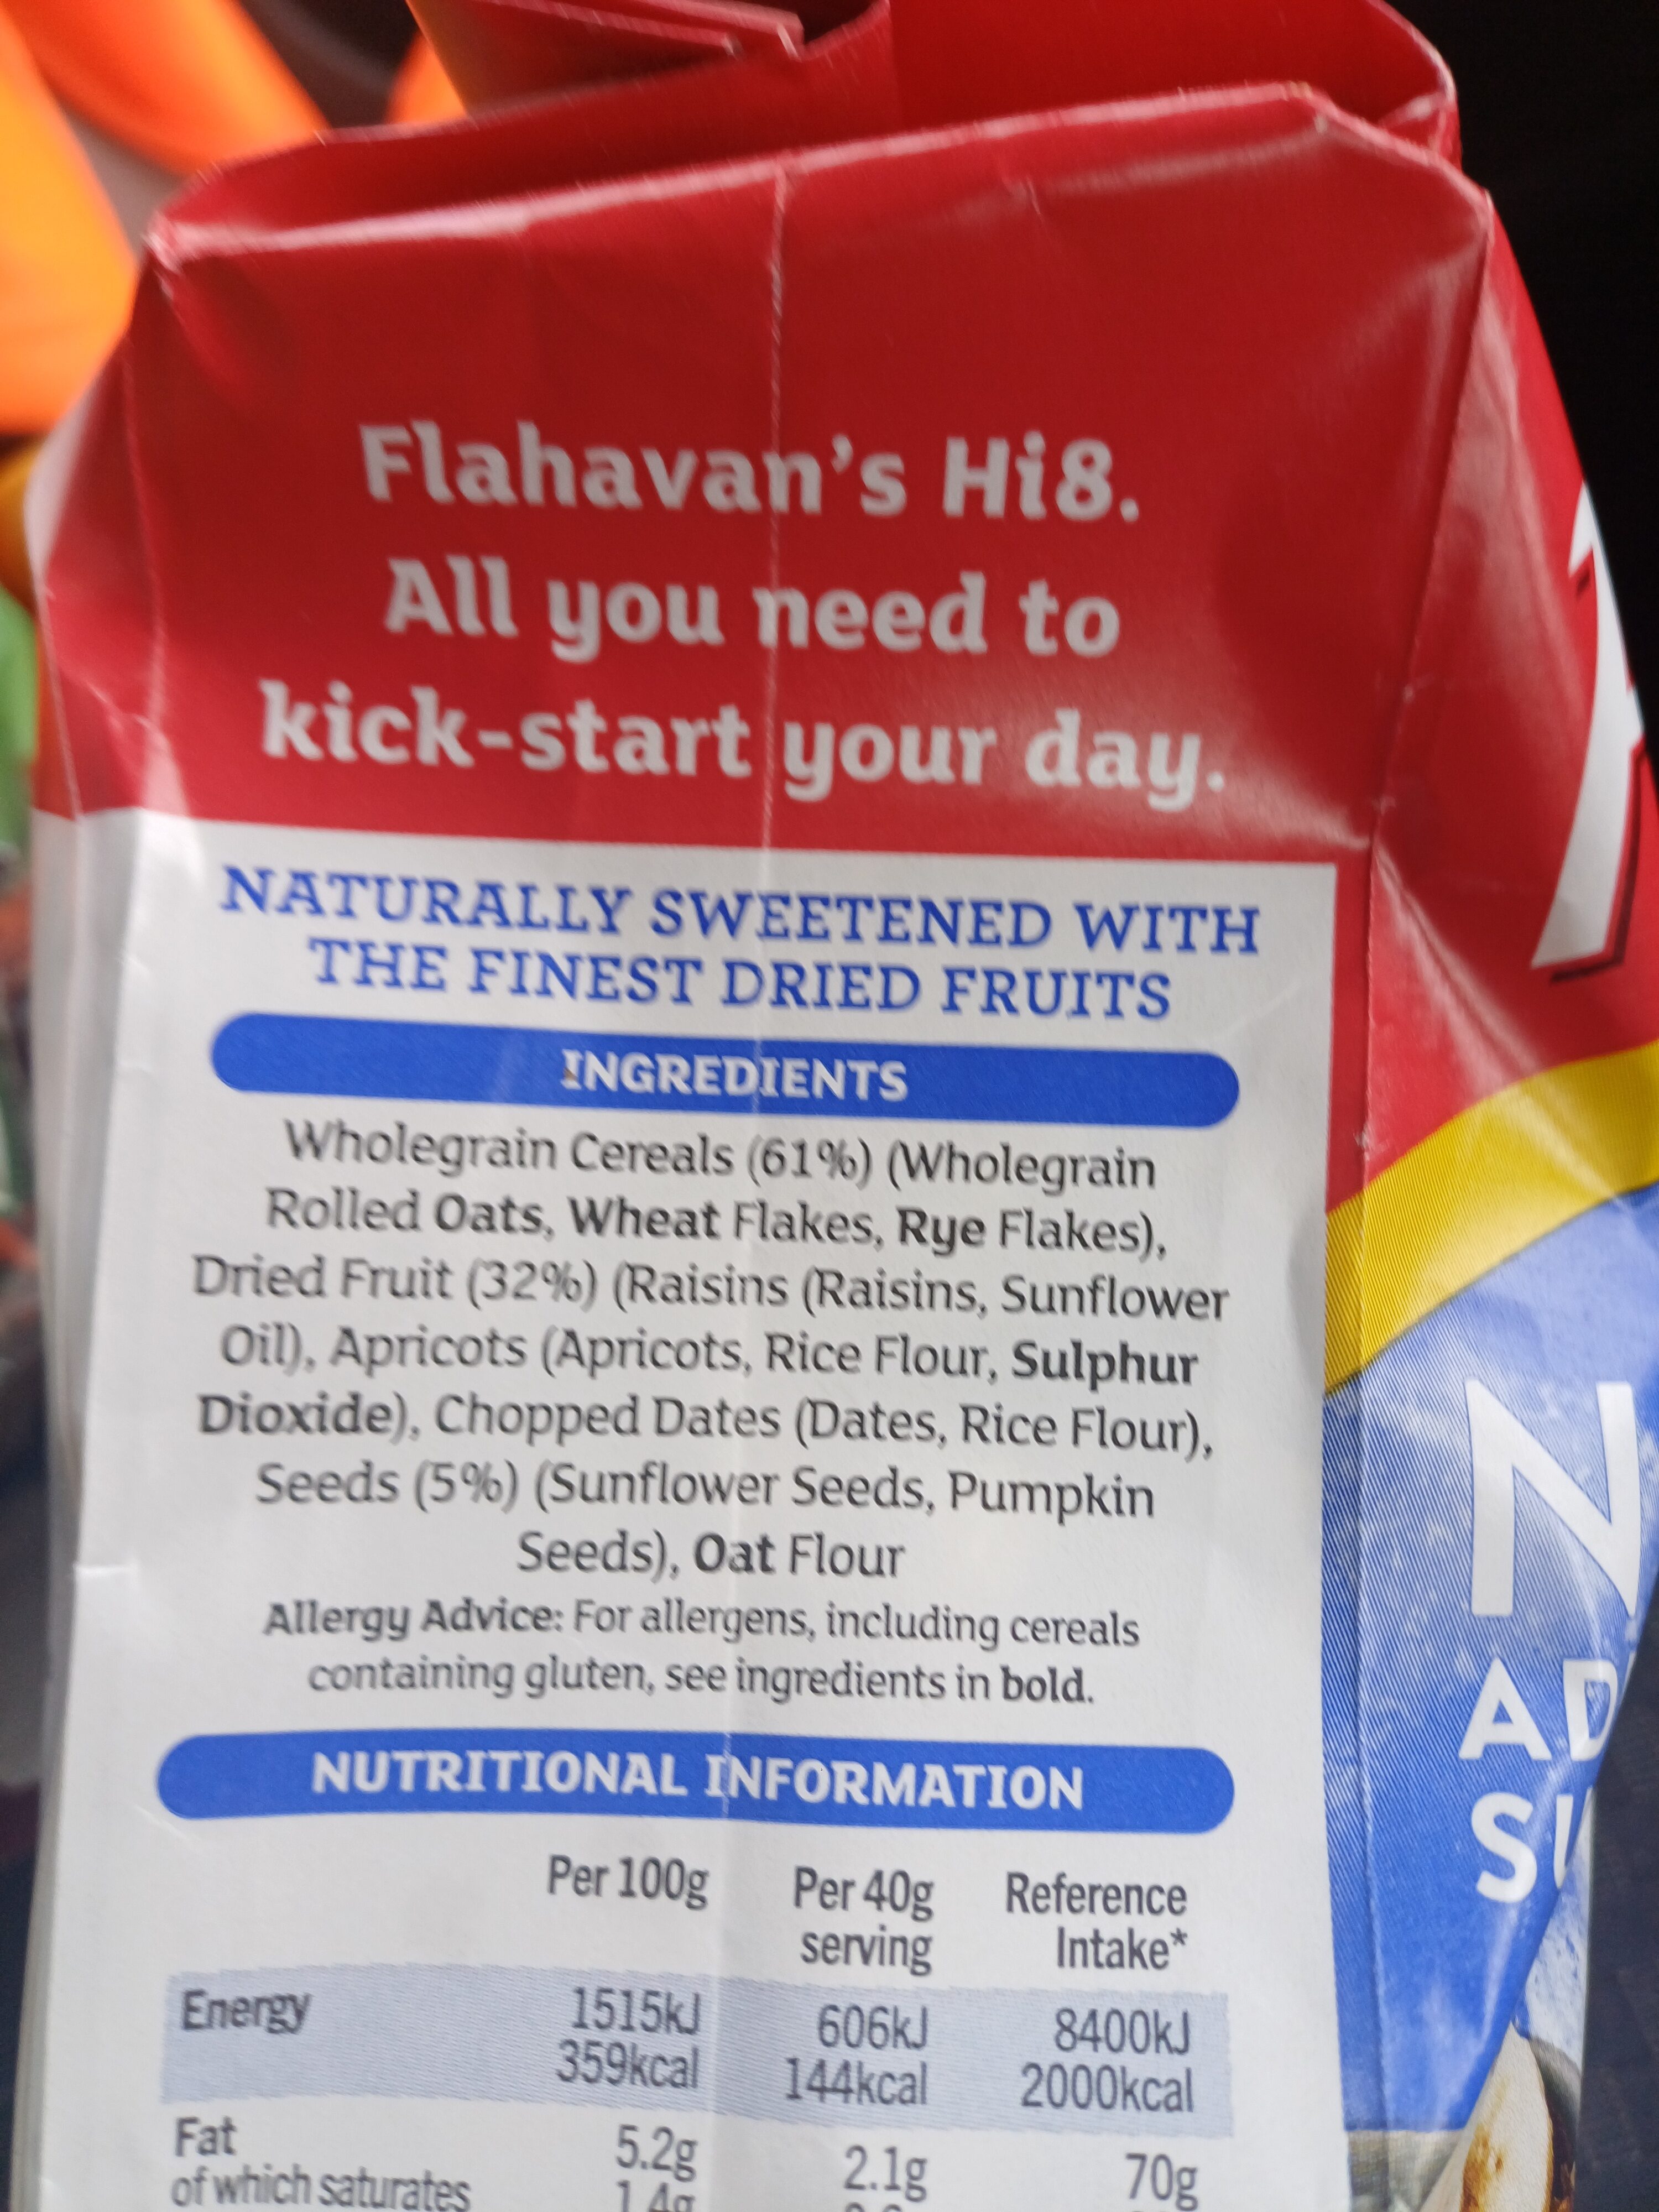 Flahavan's Hi8.
All you need to
kick-start your day.
NATURALLY SWEETENED WITH
THE FINEST DRIED FRUITS
INGREDIENTS
Wholegrain Cereals (61%) (Wholegrain
Rolled Oats, Wheat Flakes, Rye Flakes),
Dried Fruit (32%) (Raisins (Raisins, Sunflower
Oil), Apricots (Apricots, Rice Flour, Sulphur
Dioxide), Chopped Dates (Dates, Rice Flour),
Seeds (5%) (Sunflower Seeds, Pumpkin
Seeds), Oat Flour
Allergy Advice: For allergens, including cereals
containing gluten, see ingredients in bold.
NUTRITIONAL INFORMATION
Per 100g Per 40g Reference
serving Intake*
Energy 1515kJ 606kJ 8400kJ
359kcal 144kcal 2000kcal
Fat 5.2g 2.1g 70g
of which saturates 1.4g